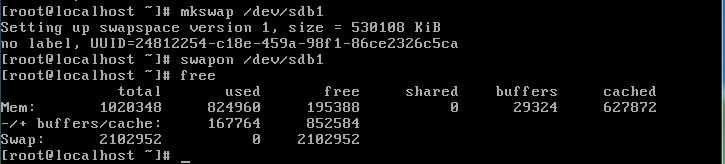 [root@localhost ~]# mkswap /dev/sdb1
Setting up swapspace version 1, size = 530108 KiB
no label, UUID=24812254-c18e-459a-98f1-86ce2326c5ca
[root@localhost ~]# swapon /dev/sdb1
[root@localhost ~]# free
total used free shared buffers cached
Mem: 1020348 824960 195388 0 29324 627872
-/+ buffers/cache: 167764 852584
Swap: 2102952 0 2102952
[root@localhost ~]# _